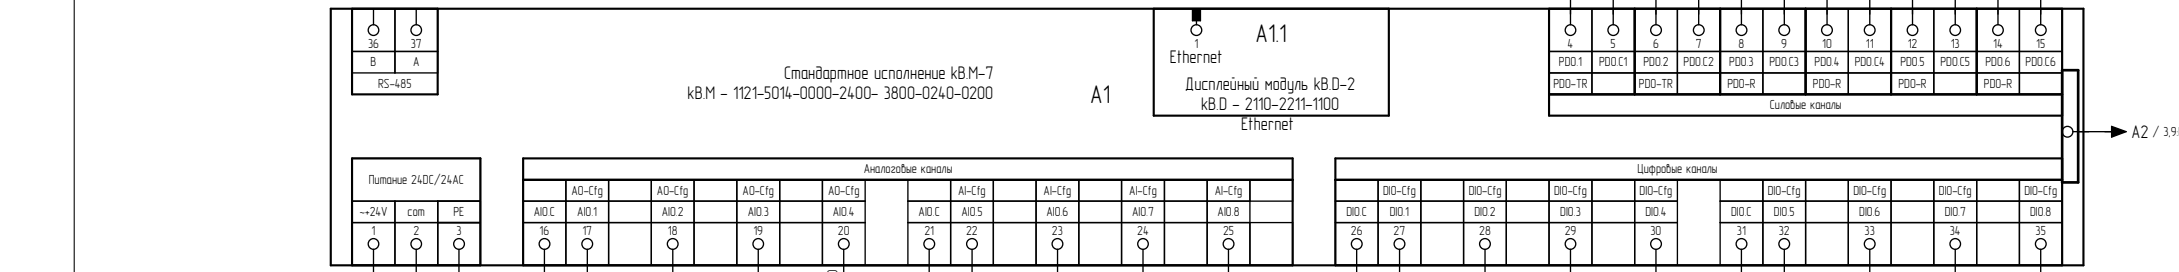 36 37
B A
RS-485
Стандартное исполнение kB.M-7
kB.M - 1121-5014-0000-2400- 3800-0240-0200
A1
1
Ethernet
A1.1
Дисплейный модуль kB.D-2
kB.D - 2110-2211-1100
Ethernet
4 5 6 7 8 9 10 11 12 13 14 15
PDO.1 PDO.C1 PDO.2 PDO.C2 PDO.3 PDO.C3 PDO.4 PDO.C4 PDO.5 PDO.C5 PDO.6 PDO.C6
PDO-TR PDO-TR PDO-R PDO-R PDO-R PDO-R
Силовые каналы
A2 / 3,9
Питание 24DC/24AC
~+24V com PE
1 2 3
Аналоговые каналы
AO-Cfg AO-Cfg AO-Cfg AO-Cfg AI-Cfg AI-Cfg AI-Cfg AI-Cfg
AIO.C AIO.1 AIO.2 AIO.3 AIO.4 AIO.C AIO.5 AIO.6 AIO.7 AIO.8
16 17 18 19 20 21 22 23 24 25
Цифровые каналы
DIO-Cfg DIO-Cfg DIO-Cfg DIO-Cfg DIO-Cfg DIO-Cfg DIO-Cfg DIO-Cfg
DIO.C DIO.1 DIO.2 DIO.3 DIO.4 DIO.C DIO.5 DIO.6 DIO.7 DIO.8
26 27 28 29 30 31 32 33 34 35